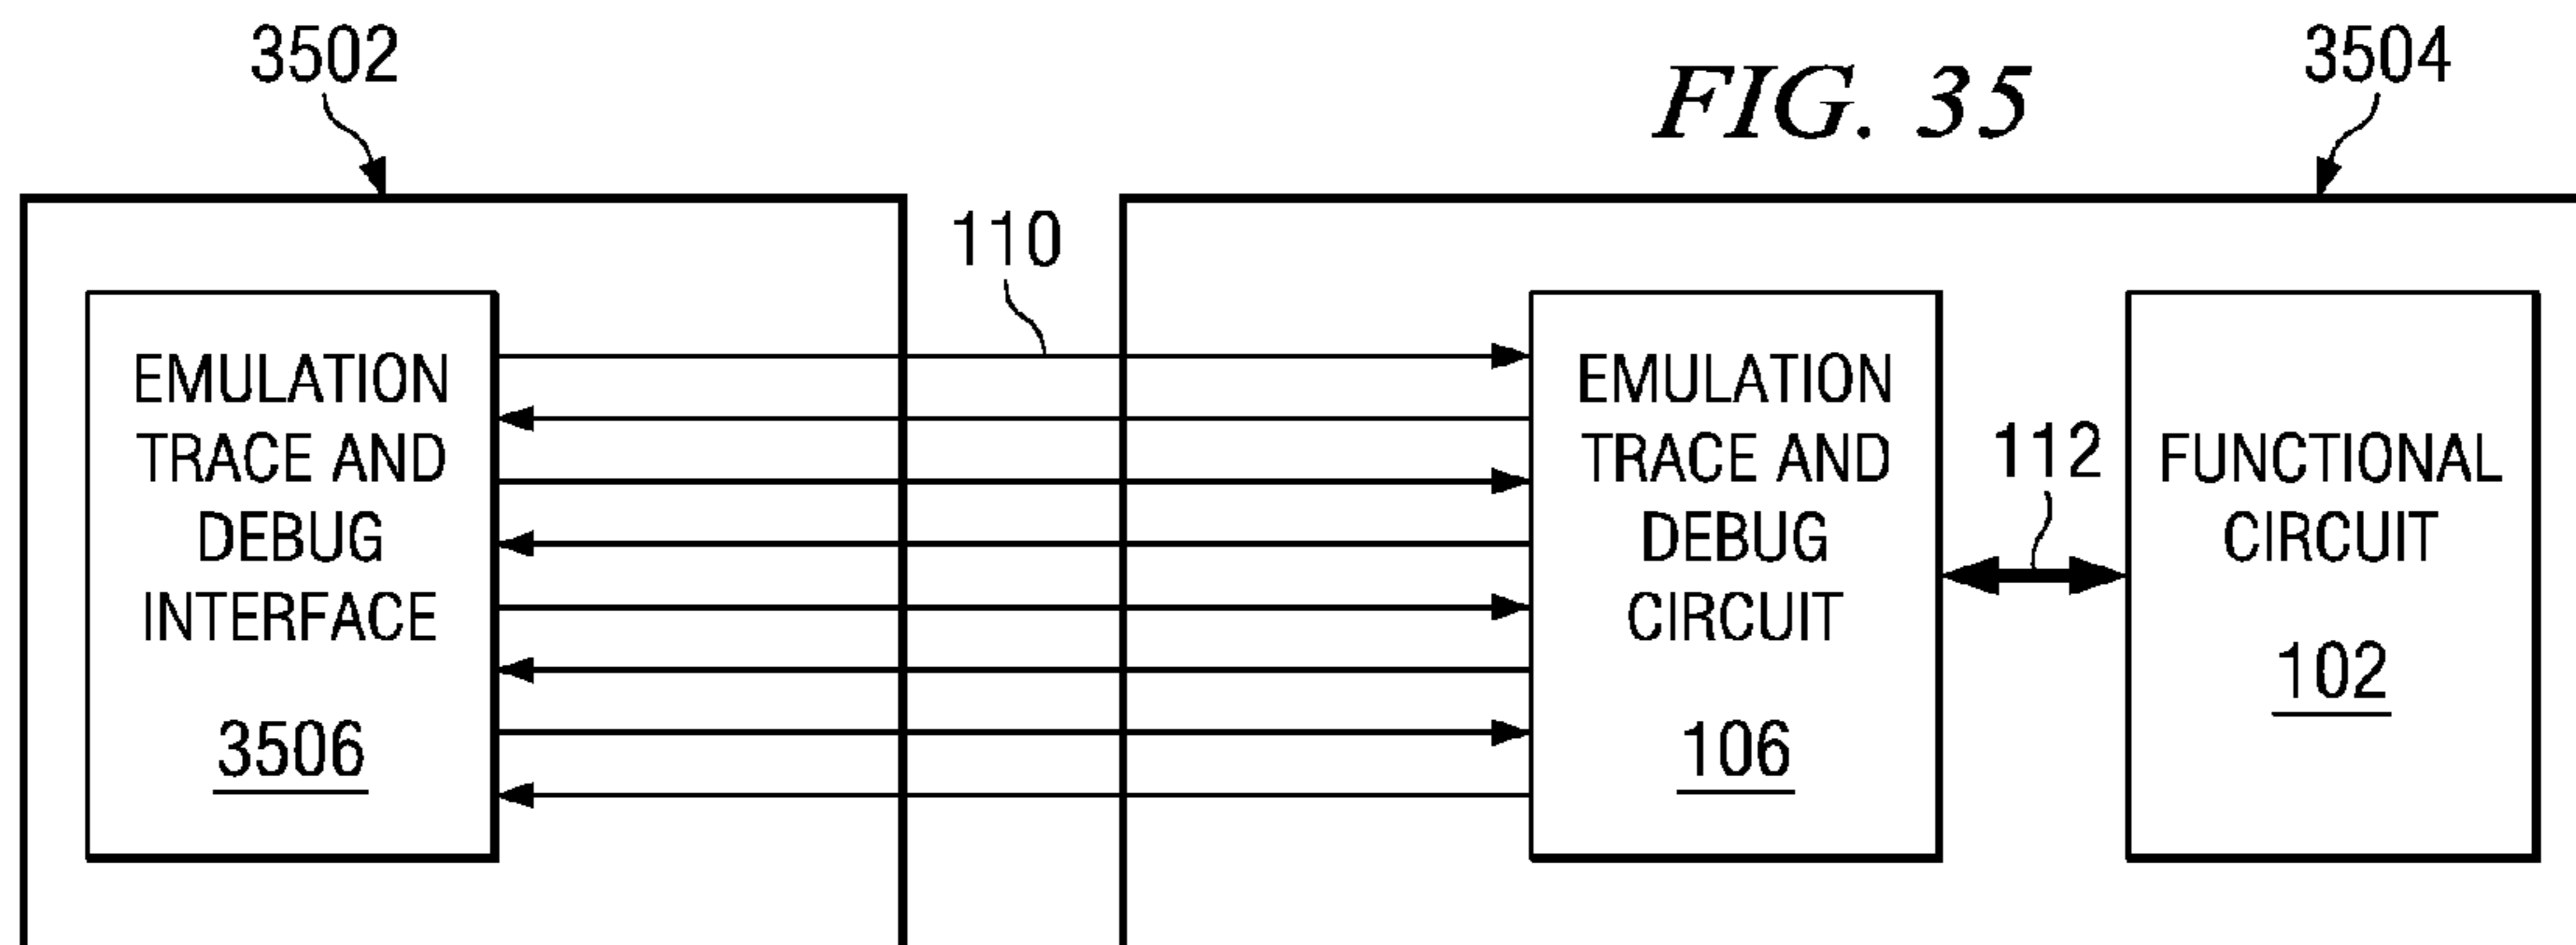 3502
FIG. 35
3504
110
EMULATION
TRACE AND
DEBUG
INTERFACE
3506
EMULATION
TRACE AND
DEBUG
CIRCUIT
106
112
FUNCTIONAL
CIRCUIT
102